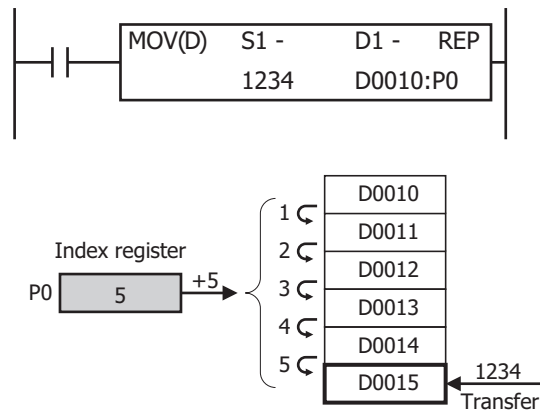 MOV(D) S1 - D1 - REP
1234 D0010:P0
D0010
1
D0011
Index register
2
D0012
P0 5 +5
3
D0013
4
D0014
5
D0015
1234
Transfer